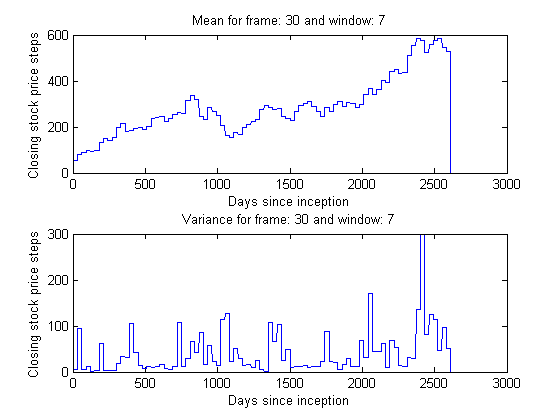 Mean for frame: 30 and window: 7
600
400
200
0
Closing stock price steps
0 500 1000 1500 2000 2500 3000
Days since inception
Variance for frame: 30 and window: 7
300
200
100
0
Closing stock price steps
0 500 1000 1500 2000 2500 3000
Days since inception